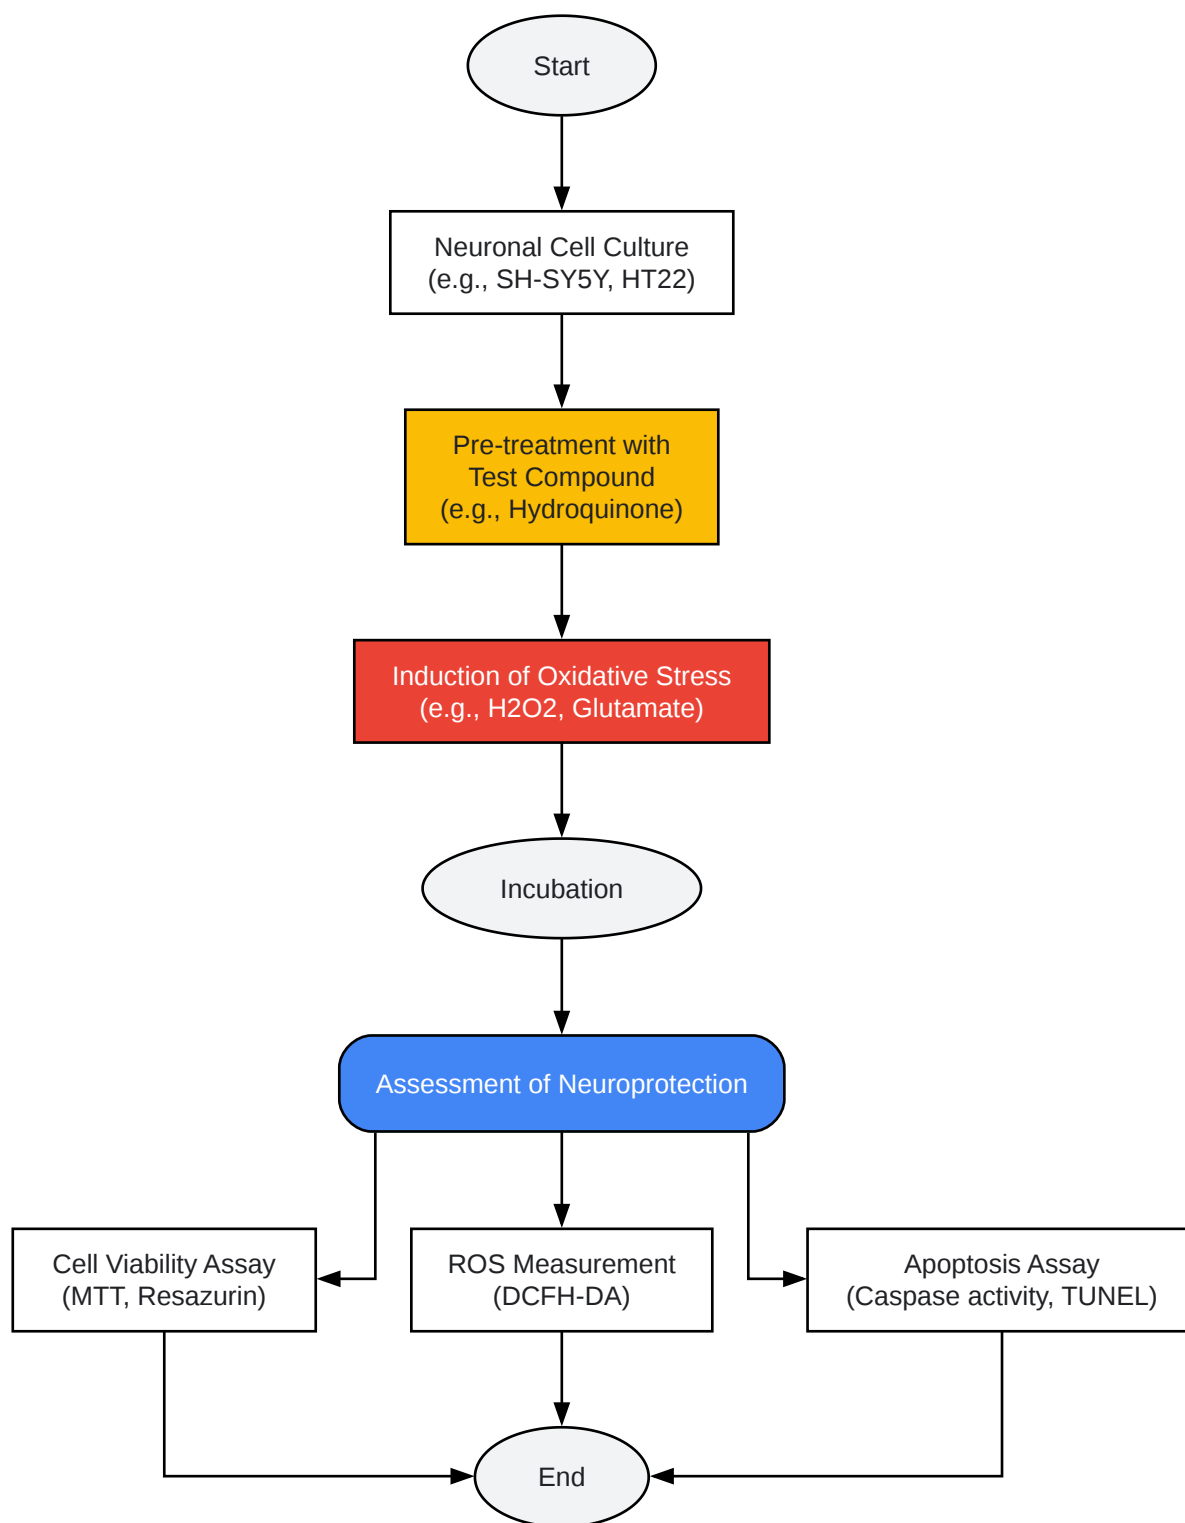 Start
Neuronal Cell Culture
(e.g., SH-SY5Y, HT22)
Pre-treatment with
Test Compound
(e.g., Hydroquinone)
Induction of Oxidative Stress
(e.g., H2O2, Glutamate)
Incubation
Assessment of Neuroprotection
Cell Viability Assay
(MTT, Resazurin)
ROS Measurement
(DCFH-DA)
Apoptosis Assay
(Caspase activity, TUNEL)
End